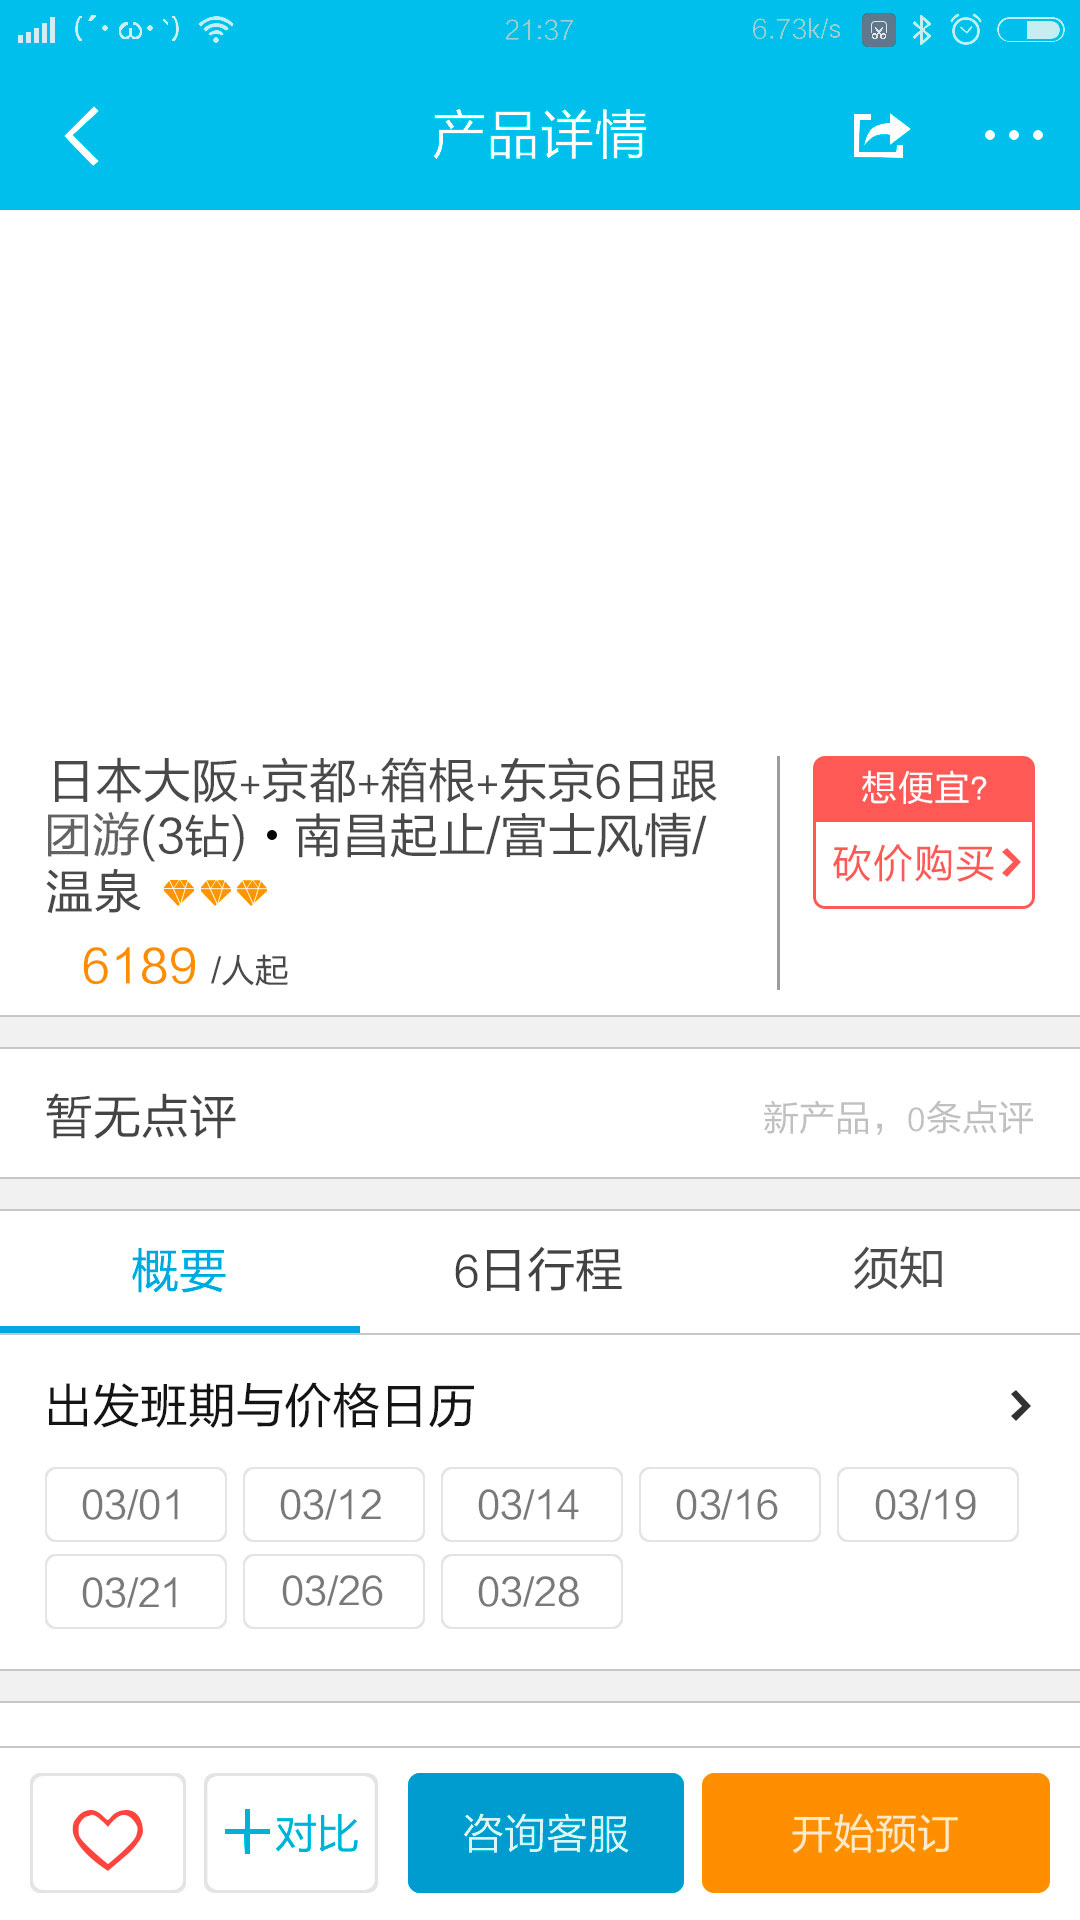 (´･ω･`) 21:37 6.73k/s
产品详情
日本大阪+京都+箱根+东京6日跟
团游(3钻)·南昌起止/富士风情/
温泉
6189 /人起
想便宜?
砍价购买
暂无点评 新产品，0条点评
概要 6日行程 须知
出发班期与价格日历
03/01 03/12 03/14 03/16 03/19
03/21 03/26 03/28
对比 咨询客服 开始预订